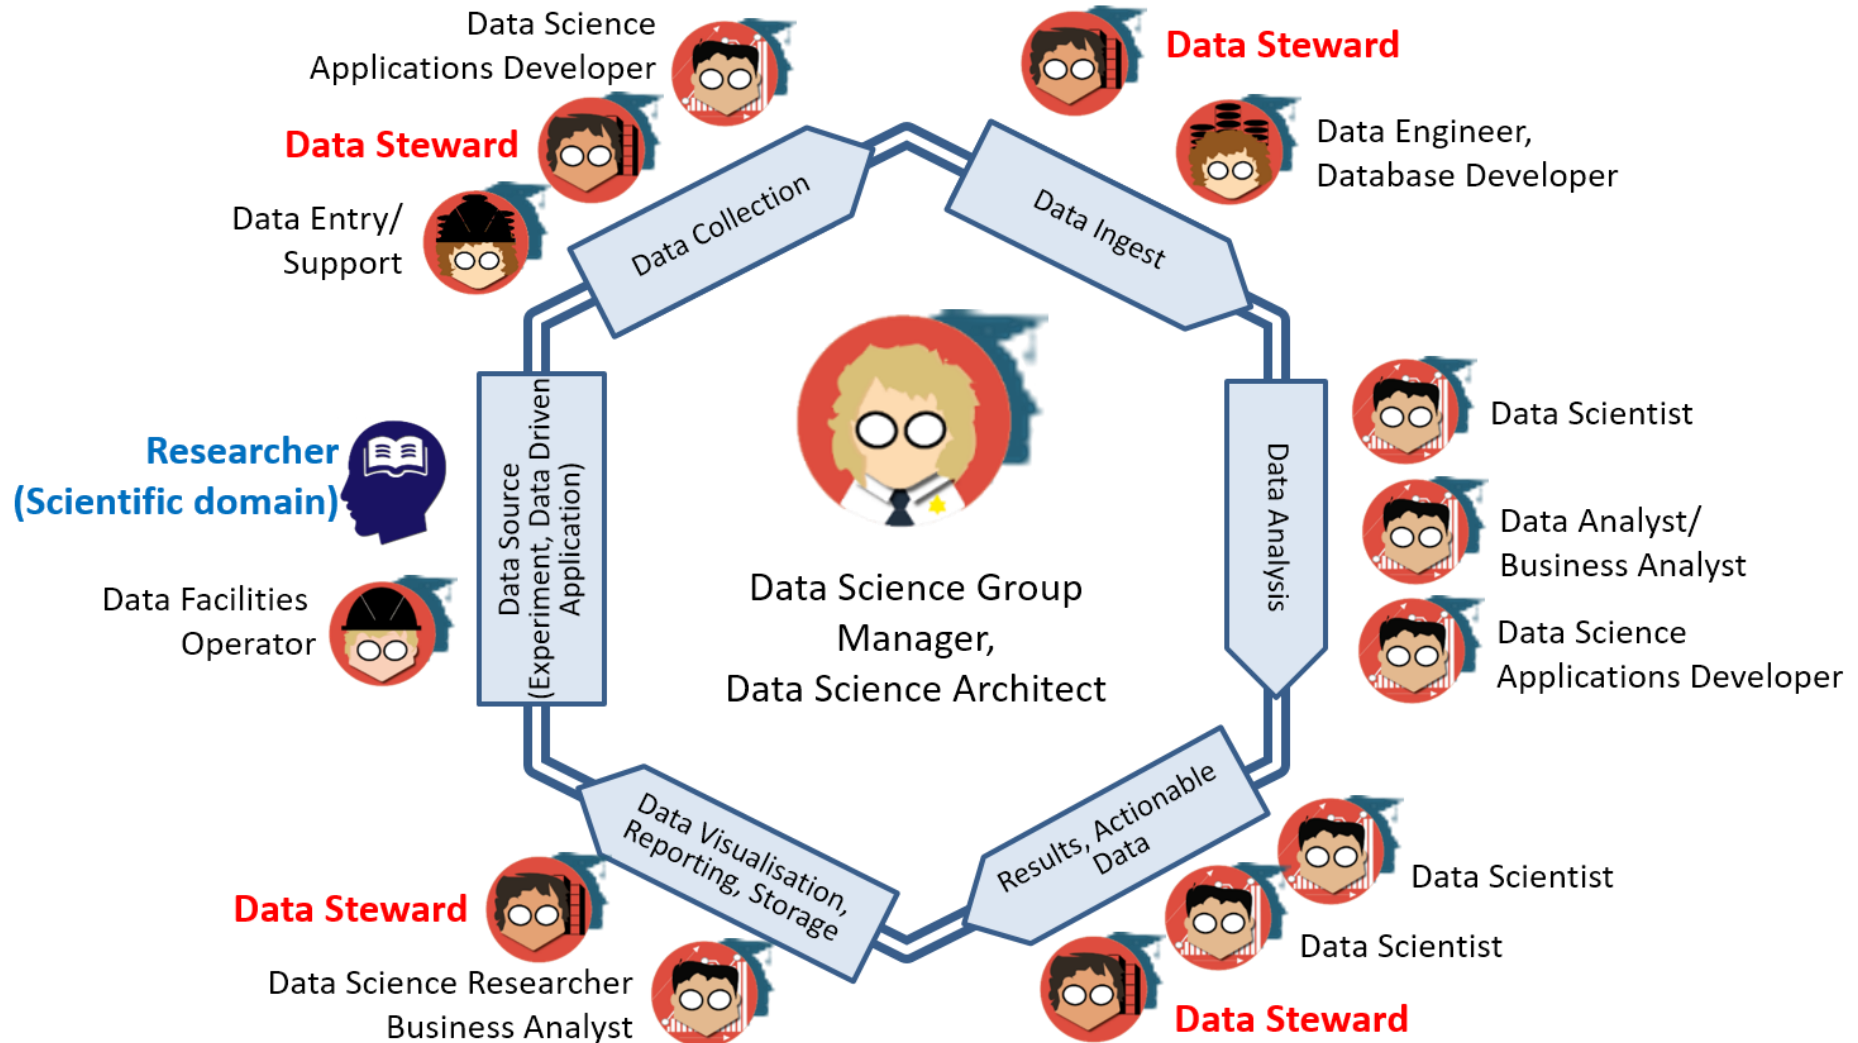 Data Science
Applications Developer
Data Steward
Data Entry/
Support
Data Collection
Data Steward
Data Engineer,
Database Developer
Data Ingest
Data Scientist
Data Analyst/
Business Analyst
Data Science
Applications Developer
Data Analysis
Researcher
(Scientific domain)
Data Facilities
Operator
Data Source
(Experiment, Data Driven
Application)
Data Science Group
Manager,
Data Science Architect
Results, Actionable
Data
Data Scientist
Data Scientist
Data Steward
Data Visualisation,
Reporting, Storage
Data Steward
Data Science Researcher
Business Analyst